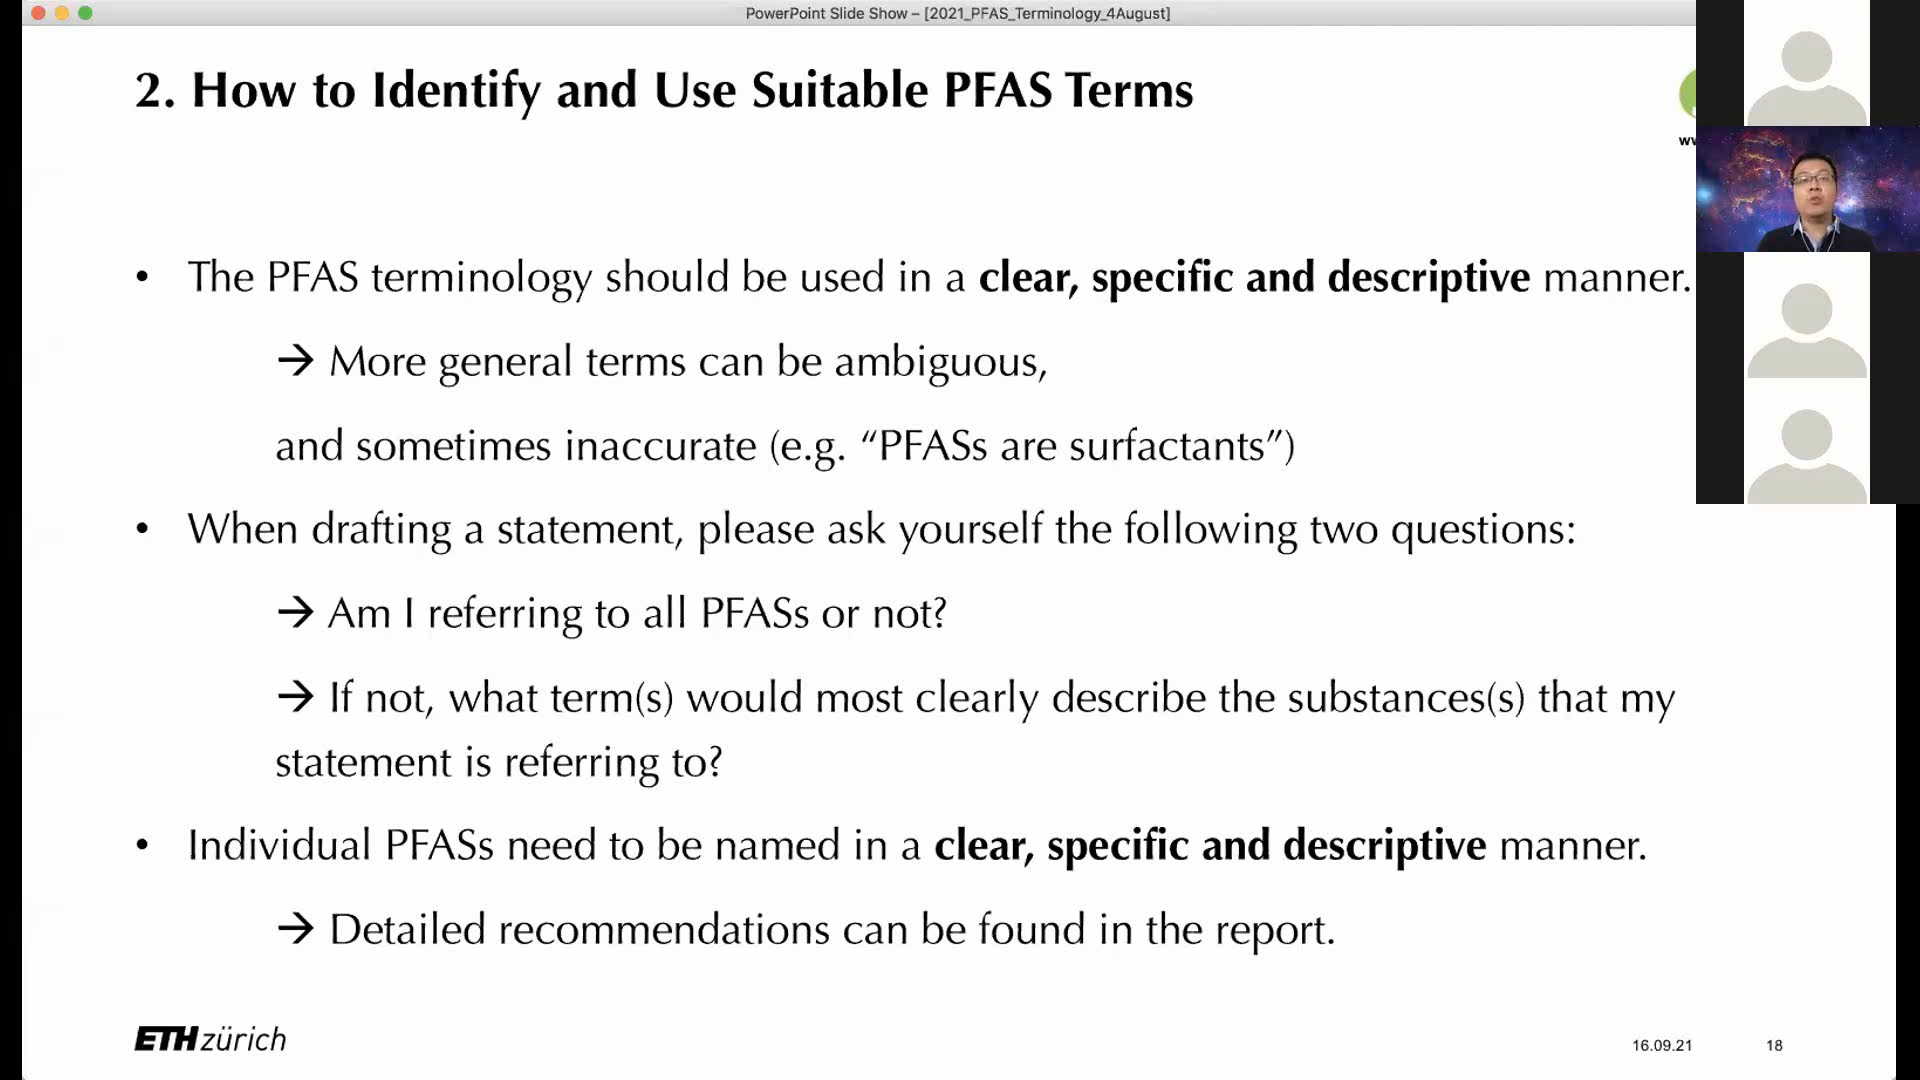 PowerPoint Slide Show – [2021_PFAS_Terminology_4August]
2. How to Identify and Use Suitable PFAS Terms
• The PFAS terminology should be used in a clear, specific and descriptive manner.
→ More general terms can be ambiguous,
and sometimes inaccurate (e.g. “PFASs are surfactants”)
• When drafting a statement, please ask yourself the following two questions:
→ Am I referring to all PFASs or not?
→ If not, what term(s) would most clearly describe the substances(s) that my
statement is referring to?
• Individual PFASs need to be named in a clear, specific and descriptive manner.
→ Detailed recommendations can be found in the report.
ETH zürich
16.09.21 18